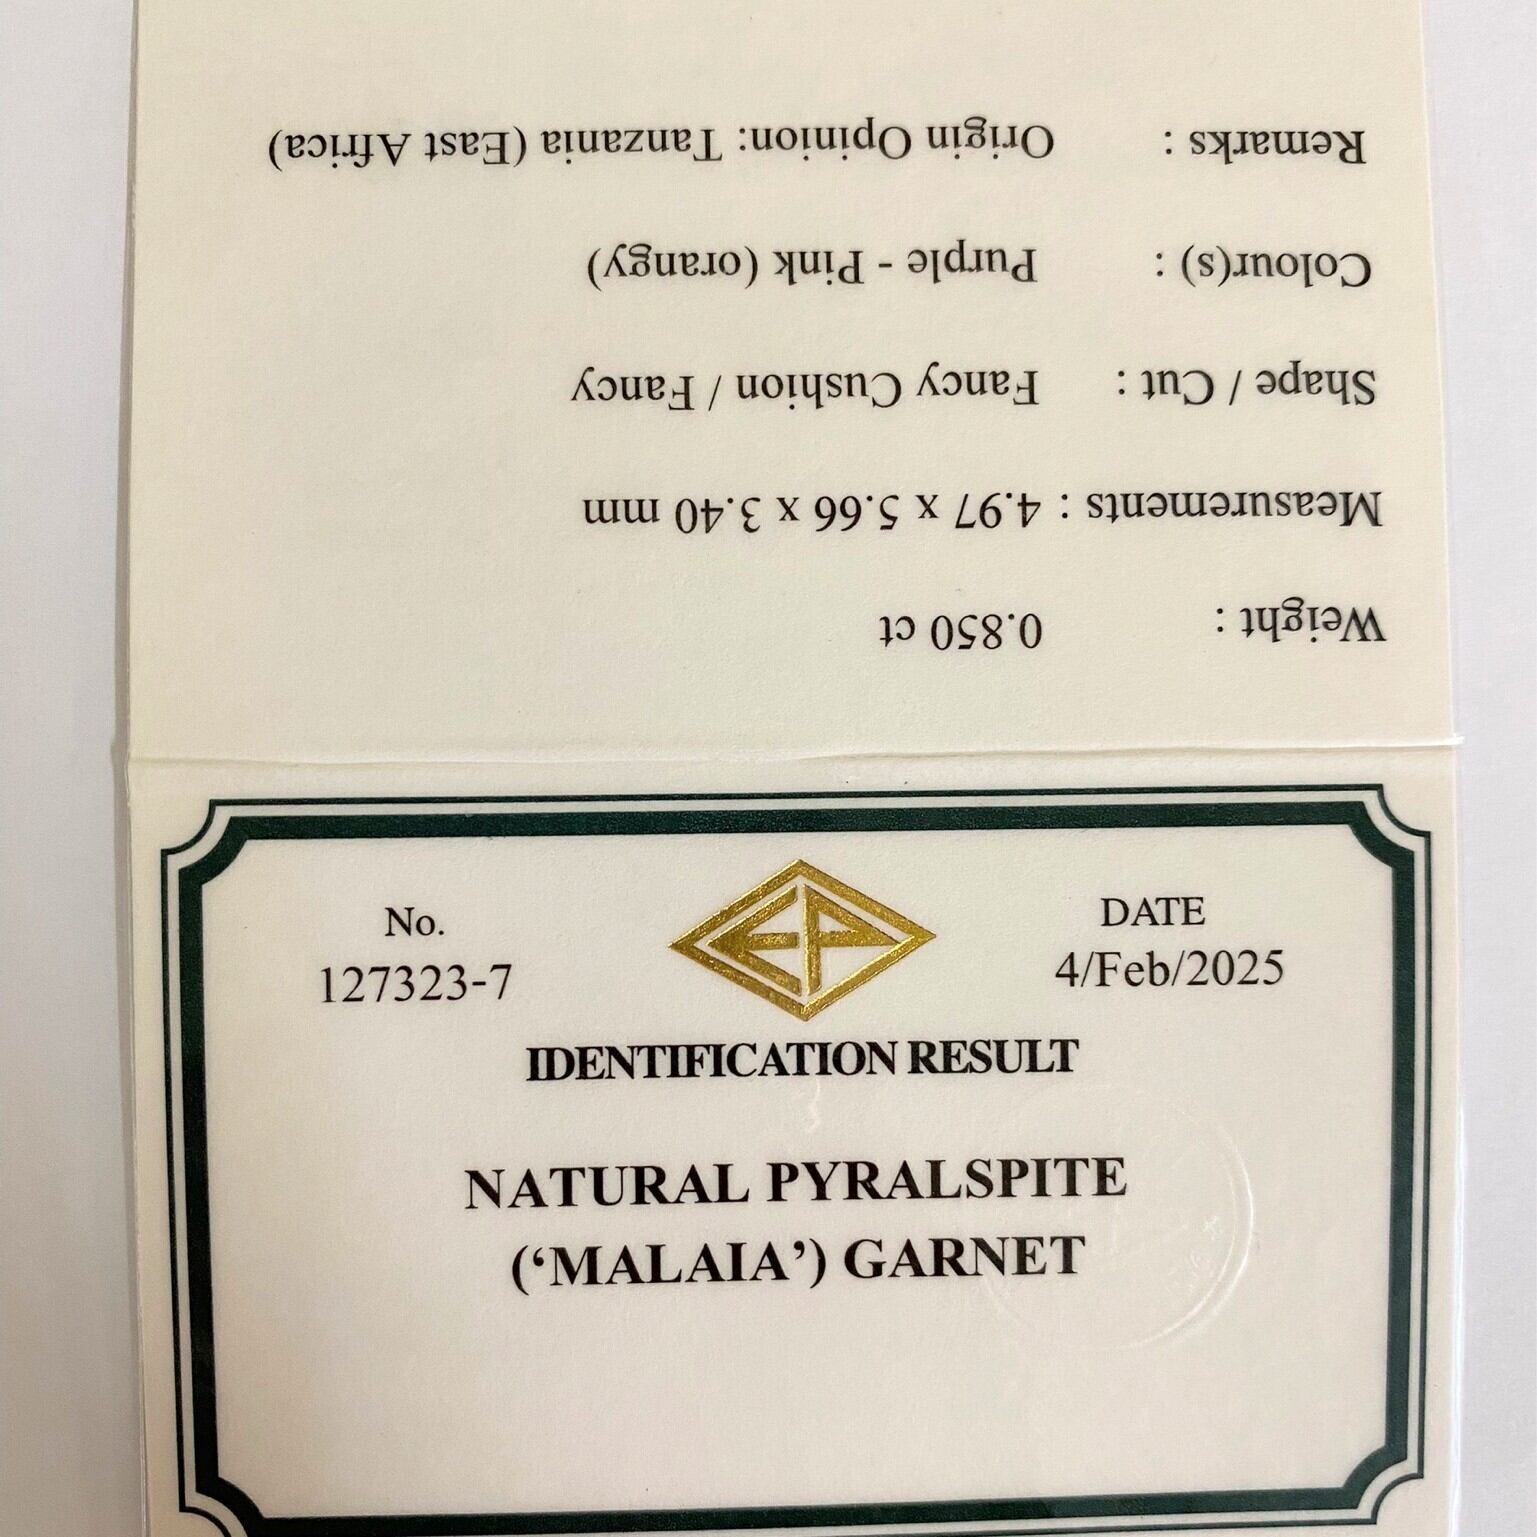 Weight : 0.850 ct
Measurements : 4.97 x 5.66 x 3.40 mm
Shape / Cut : Fancy Cushion / Fancy
Colour(s) : Purple - Pink (orangy)
Remarks : Origin Opinion: Tanzania (East Africa)
No. DATE
127323-7 4/Feb/2025
EP
IDENTIFICATION RESULT
NATURAL PYRALSPITE
(‘MALAIA’) GARNET